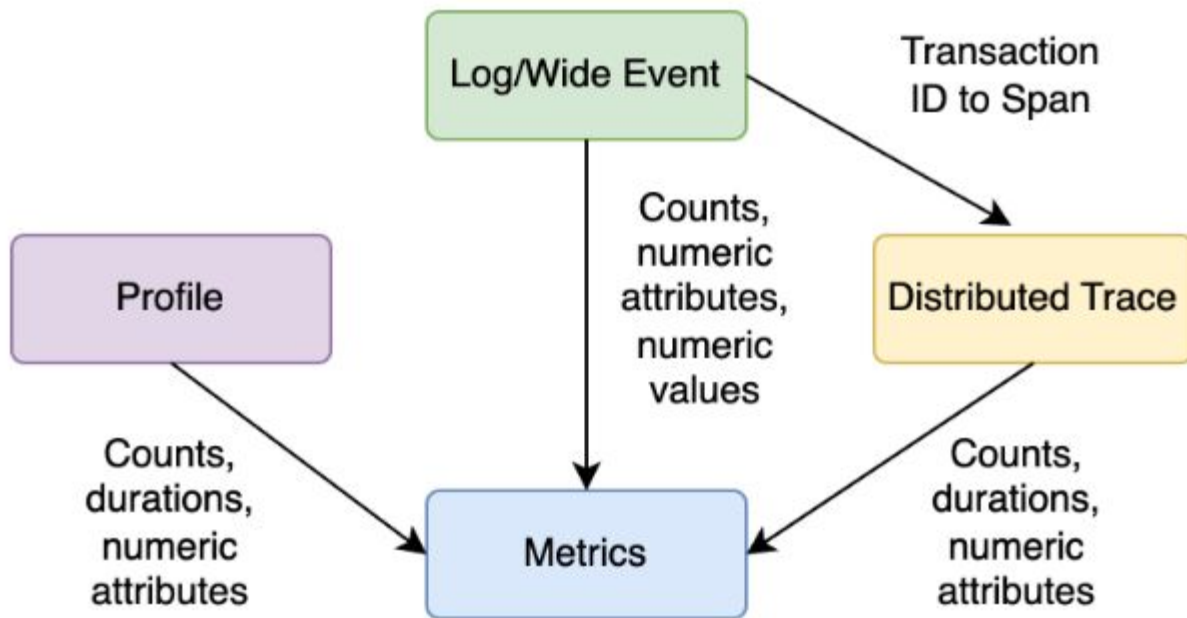 Log/Wide Event
Transaction
ID to Span
Counts,
numeric
attributes,
numeric
values
Profile
Distributed Trace
Counts,
durations,
numeric
attributes
Metrics
Counts,
durations,
numeric
attributes